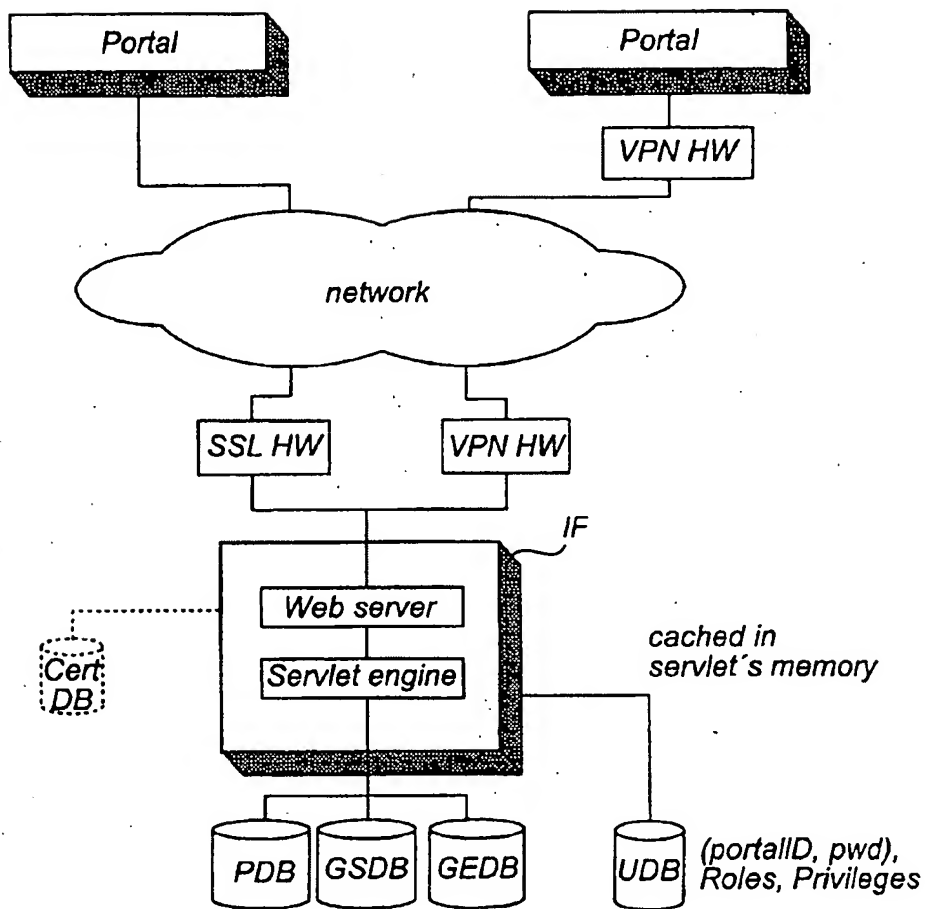 Portal
Portal
VPN HW
network
SSL HW
VPN HW
IF
Web server
Servlet engine
Cert
DB
cached in
servlet´s memory
PDB
GSDB
GEDB
UDB
(portalID, pwd),
Roles, Privileges